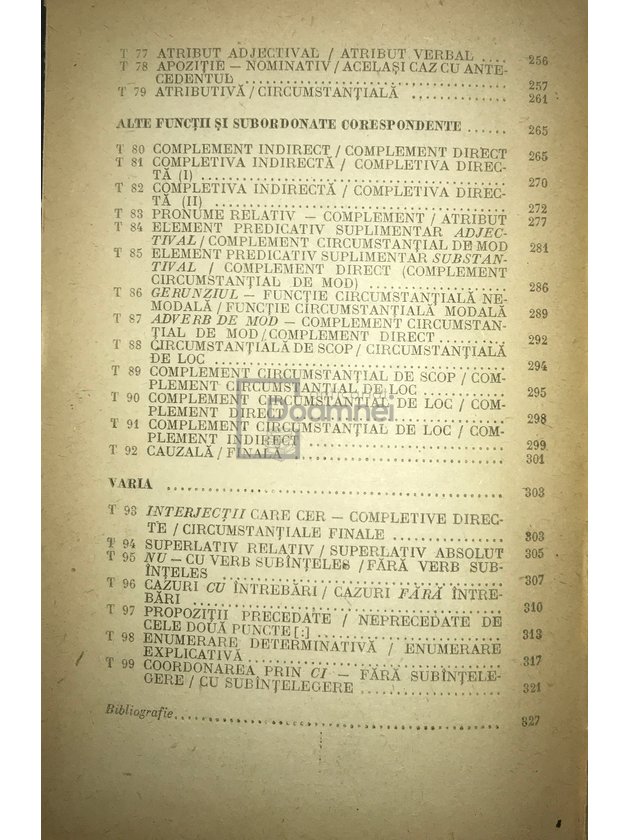 T 77 ATRIBUT ADJECTIVAL / ATRIBUT VERBAL .... 256
T 78 APOZIȚIE — NOMINATIV / ACELAȘI CAZ CU ANTE-
CEDENTUL .............................. 257
T 79 ATRIBUTIVĂ / CIRCUMSTANȚIALĂ ............. 261
ALTE FUNCȚII ȘI SUBORDONATE CORESPONDENTE ...... 265
T 80 COMPLEMENT INDIRECT / COMPLEMENT DIRECT 265
T 81 COMPLETIVA INDIRECTĂ / COMPLETIVA DIREC-
TĂ (I) .............................. 270
T 82 COMPLETIVA INDIRECTĂ / COMPLETIVA DIREC-
TĂ (II) .............................. 272
T 83 PRONUME RELATIV — COMPLEMENT / ATRIBUT 277
T 84 ELEMENT PREDICATIV SUPLIMENTAR ADJEC-
TIVAL / COMPLEMENT CIRCUMSTANȚIAL DE MOD 281
T 85 ELEMENT PREDICATIV SUPLIMENTAR SUBSTAN-
TIVAL / COMPLEMENT DIRECT (COMPLEMENT
CIRCUMSTANȚIAL DE MOD) .................. 286
T 86 GERUNZIUL — FUNCȚIE CIRCUMSTANȚIALĂ NE-
MODALĂ / FUNCȚIE CIRCUMSTANȚIALĂ MODALĂ 289
T 87 ADVERB DE MOD — COMPLEMENT CIRCUMSTAN-
ȚIAL DE MOD / COMPLEMENT DIRECT .......... 292
T 88 CIRCUMSTANȚIALĂ DE SCOP / CIRCUMSTANȚIALĂ
DE LOC .............................. 294
T 89 COMPLEMENT CIRCUMSTANȚIAL DE SCOP / COM-
PLEMENT CIRCUMSTANȚIAL DE LOC .......... 295
T 90 COMPLEMENT CIRCUMSTANȚIAL DE LOC / COM-
PLEMENT DIRECT .......................... 298
Doamnei
T 91 COMPLEMENT CIRCUMSTANȚIAL DE LOC / COM-
PLEMENT INDIRECT ........................ 299
T 92 CAUZALĂ / FINALĂ ........................ 301
VARIA .............................. 303
T 93 INTERJECȚII CARE CER — COMPLETIVE DIREC-
TE / CIRCUMSTANȚIALE FINALE ............. 303
T 94 SUPERLATIV RELATIV / SUPERLATIV ABSOLUT 305
T 95 NU — CU VERB SUBÎNȚELES / FĂRĂ VERB SUB-
ÎNȚELES .............................. 307
T 96 CAZURI CU ÎNTREBĂRI / CAZURI FĂRĂ ÎNTRE-
BĂRI .............................. 310
T 97 PROPOZIȚII PRECEDATE / NEPRECEDATE DE
CELE DOUĂ PUNCTE [:] .................... 313
T 98 ENUMERARE DETERMINATIVĂ / ENUMERARE
EXPLICATIVĂ .............................. 317
T 99 COORDONAREA PRIN CI — FĂRĂ SUBÎNȚELE-
GERE / CU SUBÎNȚELEGERE ................. 321
Bibliografie .............................. 327